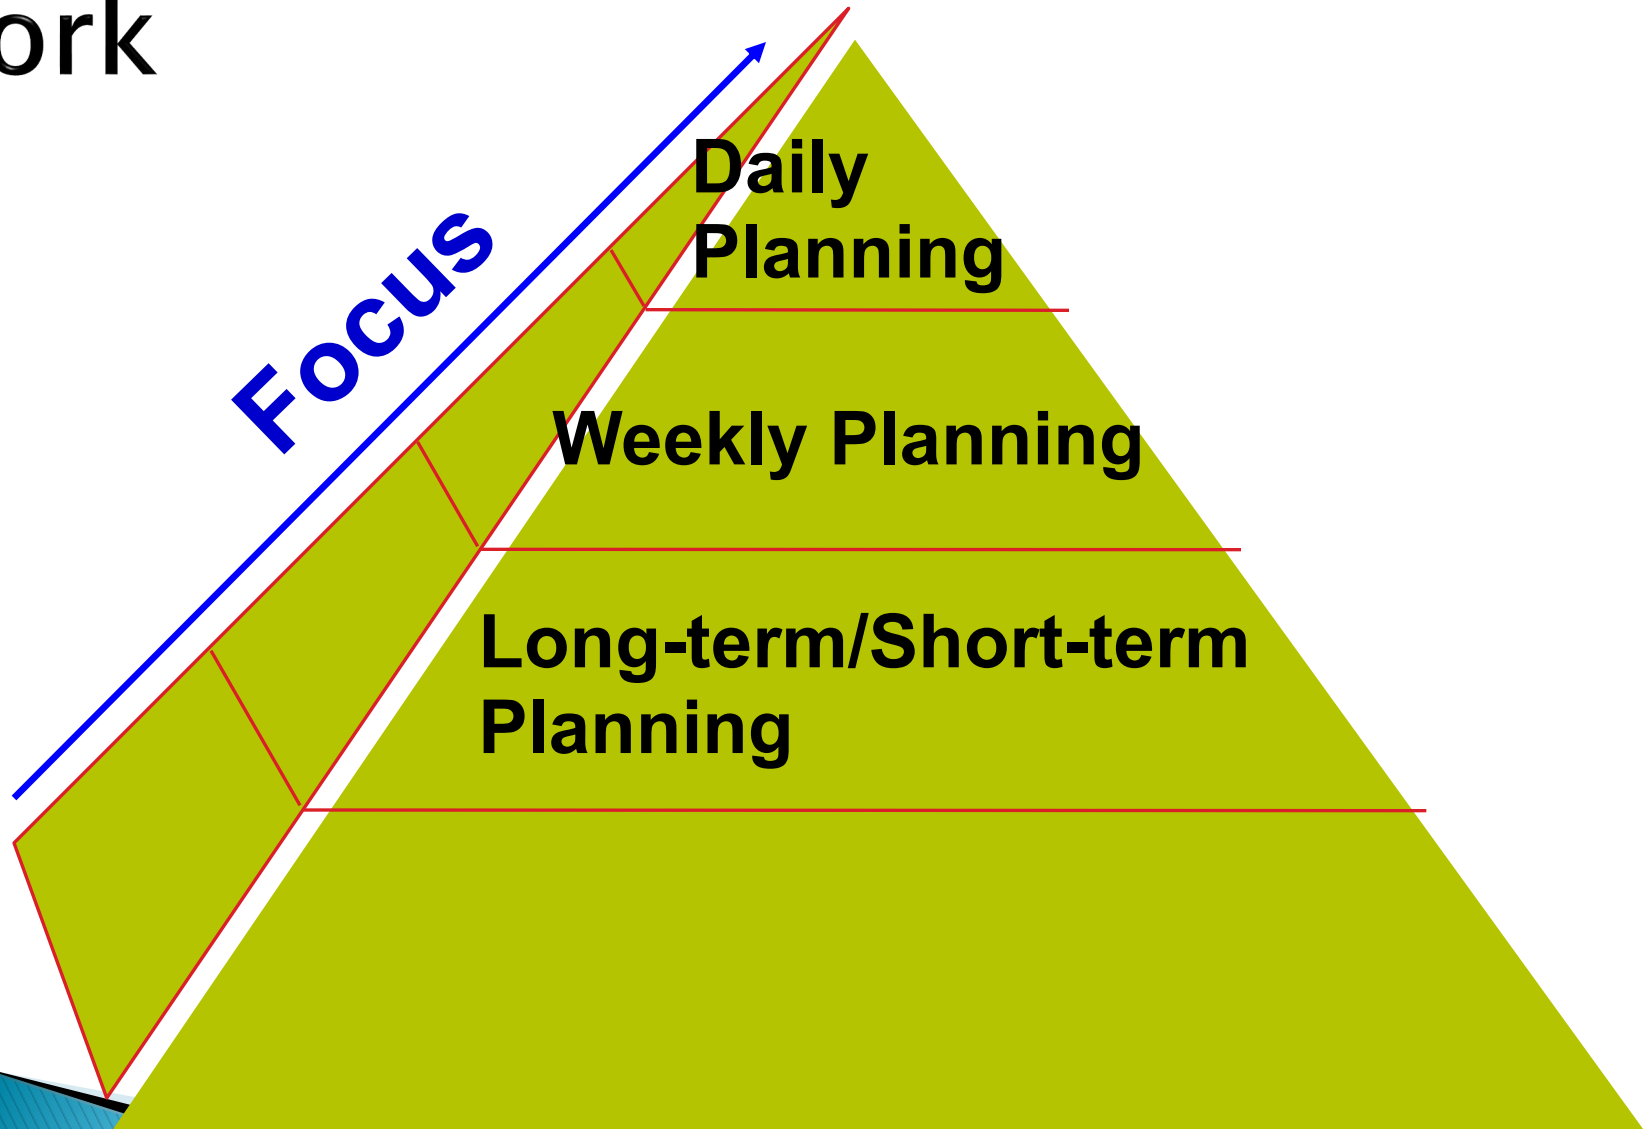 ork
Focus
Daily
Planning
Weekly Planning
Long-term/Short-term
Planning